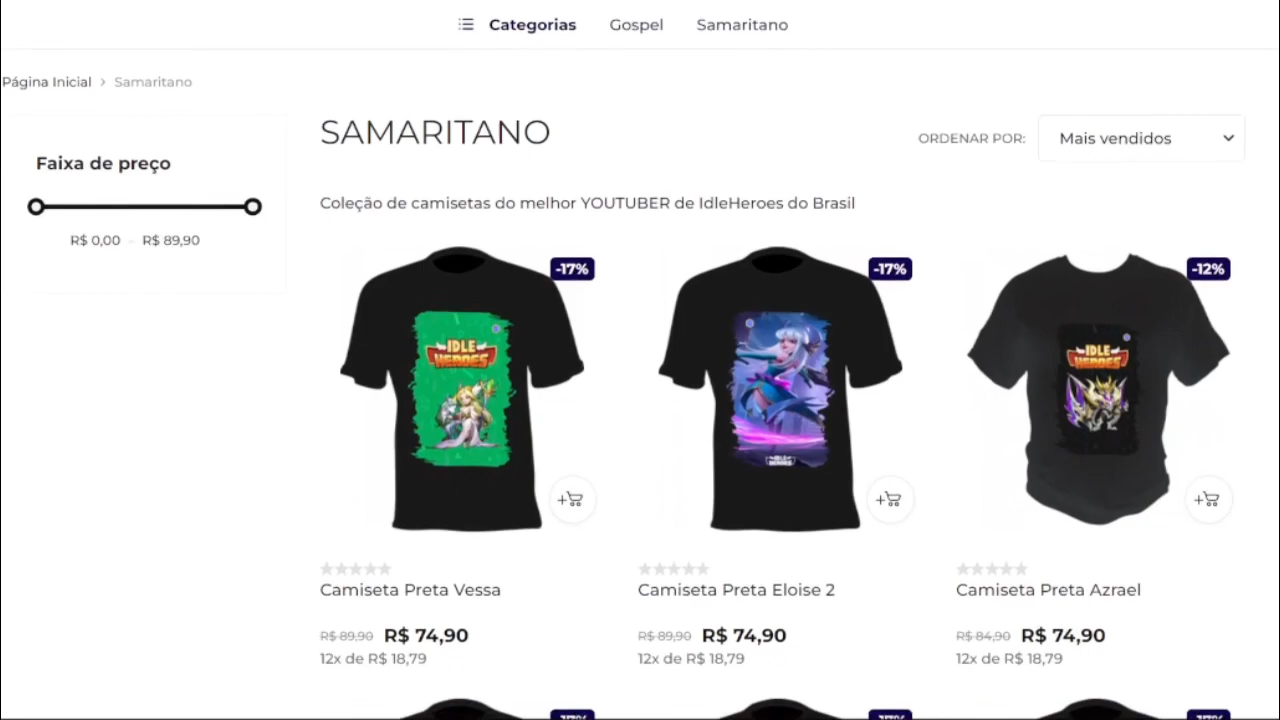 Categorias
Gospel
Samaritano
Página Inicial > Samaritano
Faixa de preço
R$ 0,00 - R$ 89,90
SAMARITANO
ORDENAR POR:
Mais vendidos
Coleção de camisetas do melhor YOUTUBER de IdleHeroes do Brasil
-17%
-17%
-12%
IDLE
HEROES
IDLE
HEROES
IDLE
HEROES
Camiseta Preta Vessa
R$ 89,90 R$ 74,90
12x de R$ 18,79
Camiseta Preta Eloise 2
R$ 89,90 R$ 74,90
12x de R$ 18,79
Camiseta Preta Azrael
R$ 84,90 R$ 74,90
12x de R$ 18,79